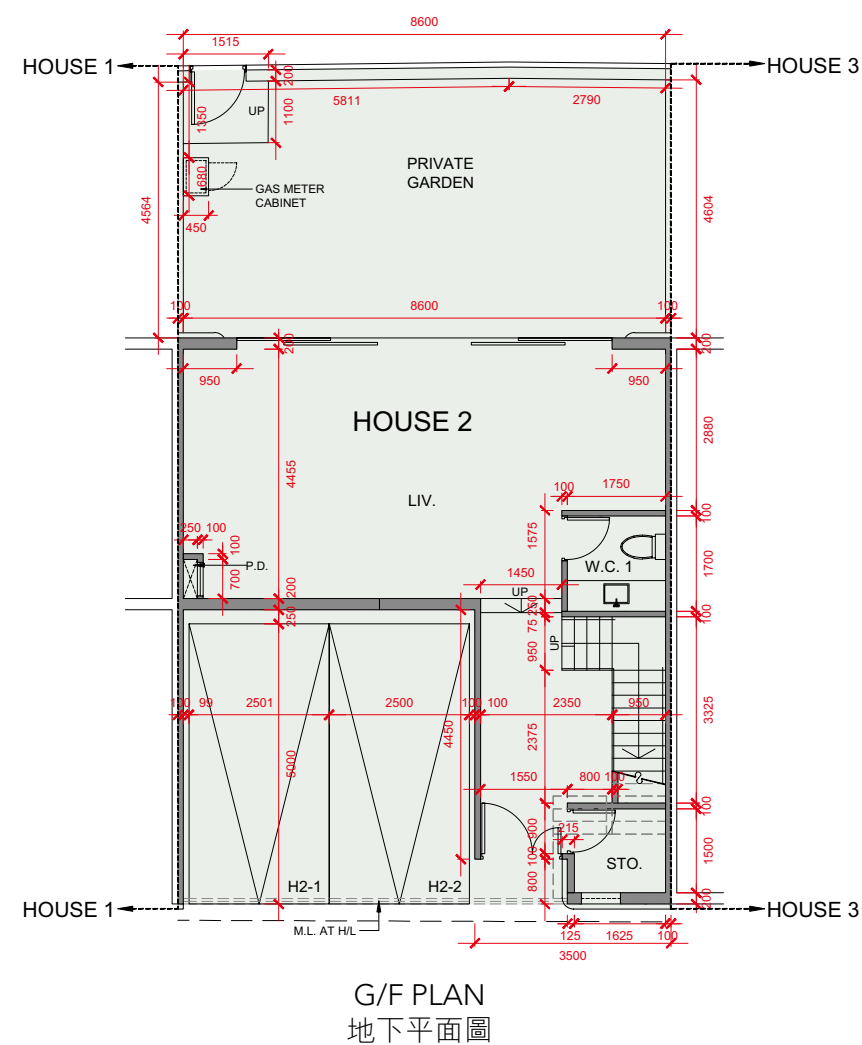 8600
1515
HOUSE 1
HOUSE 3
200
5811
2790
UP
1100
1350
PRIVATE
GARDEN
680
GAS METER
CABINET
450
4564
4604
100
8600
100
200
200
950
950
HOUSE 2
2880
4455
LIV.
100
1750
100
1575
250
100
100
P.D.
700
W.C. 1
1700
1450
UP
200
250
250
75
100
950
UP
100
99
2501
2500
100
100
2350
950
3325
4450
2375
5000
1550
800
100
100
900
215
100
STO.
1500
800
H2-1
H2-2
200
HOUSE 1
HOUSE 3
M.L. AT H/L
125
1625
100
3500
G/F PLAN
地下平面圖